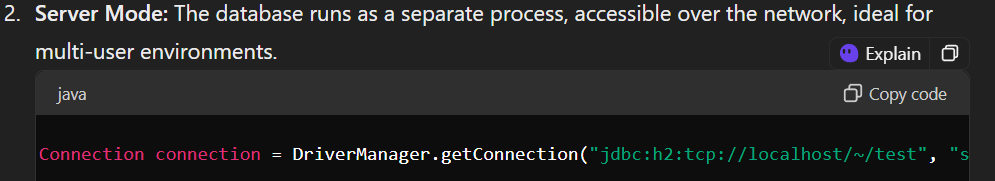 2. Server Mode: The database runs as a separate process, accessible over the network, ideal for
multi-user environments.
Explain
java
Copy code
Connection connection = DriverManager.getConnection("jdbc:h2:tcp://localhost/~/test", "s